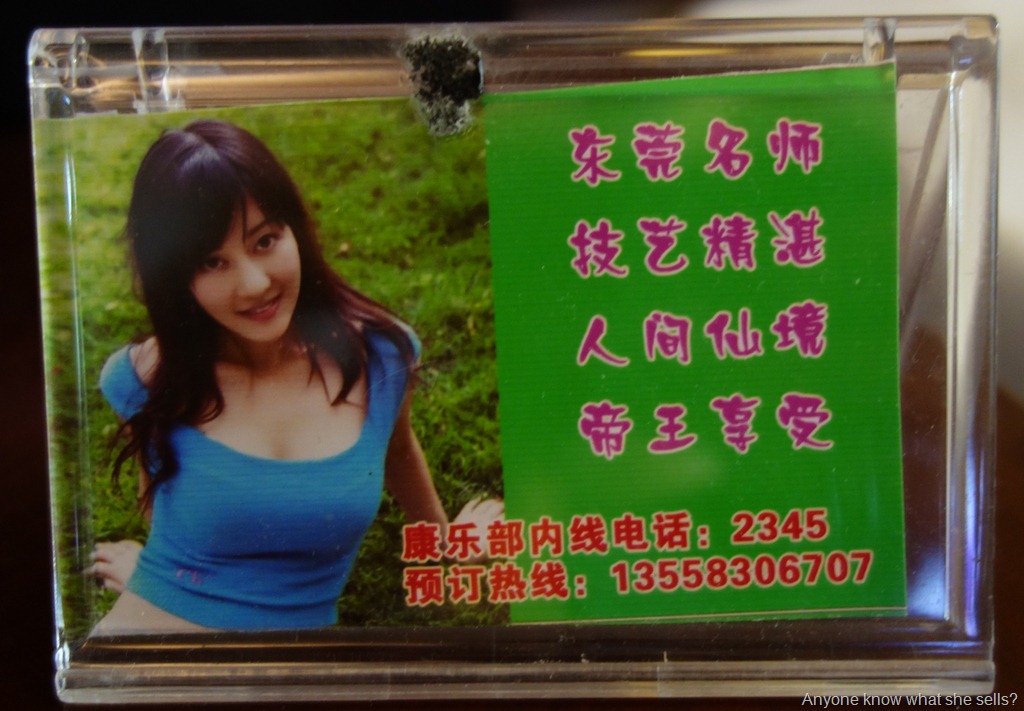 东莞名师
技艺精湛
人间仙境
帝王享受
康乐部内线电话：2345
预订热线：13558306707
Anyone know what she sells?